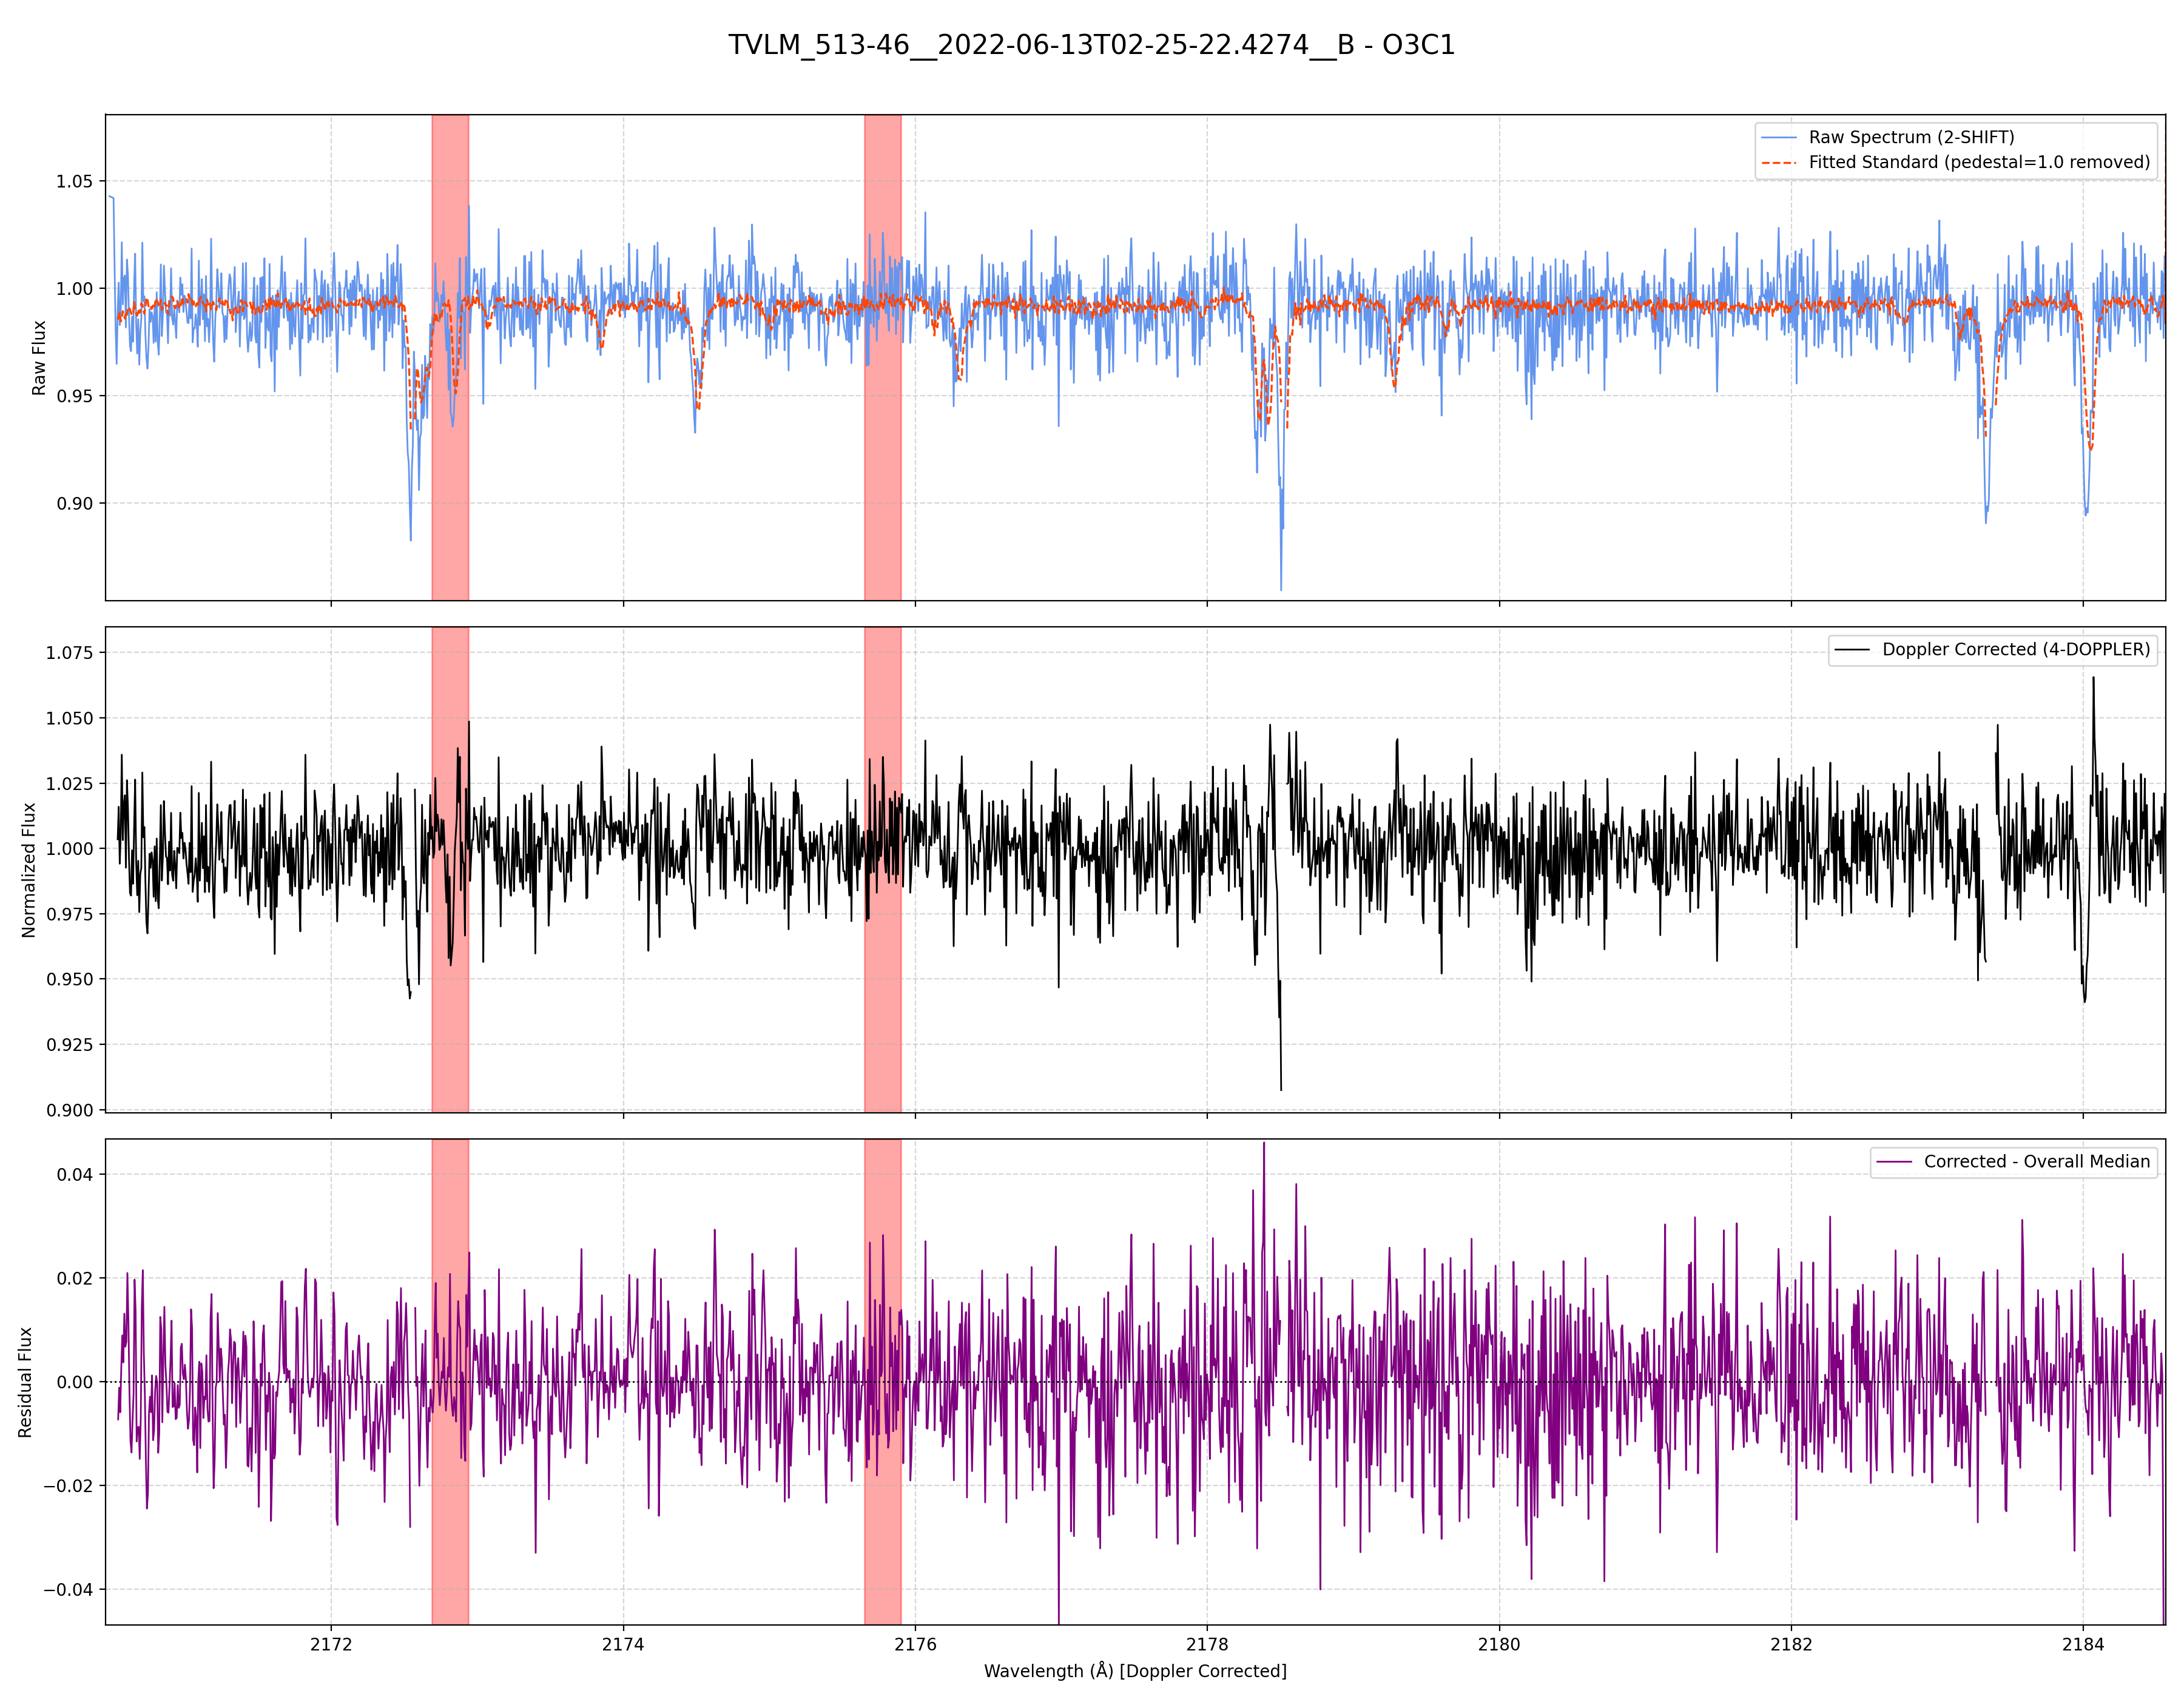 TVLM_513-46__2022-06-13T02-25-22.4274__B - O3C1
Raw Flux
1.05
1.00
0.95
0.90
Raw Spectrum (2-SHIFT)
Fitted Standard (pedestal=1.0 removed)
Normalized Flux
1.075
1.050
1.025
1.000
0.975
0.950
0.925
0.900
Doppler Corrected (4-DOPPLER)
Residual Flux
0.04
0.02
0.00
−0.02
−0.04
Corrected - Overall Median
2172 2174 2176 2178 2180 2182 2184
Wavelength (Å) [Doppler Corrected]